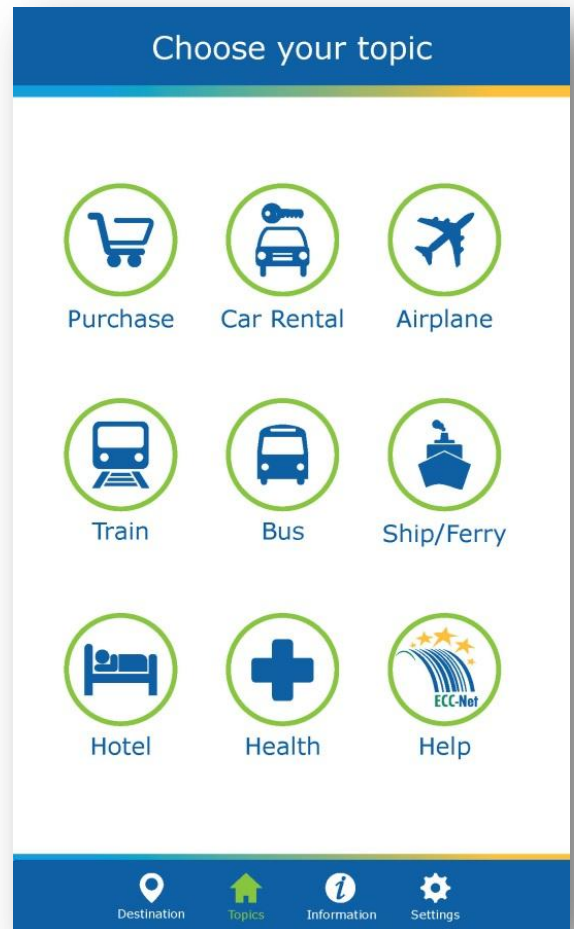 Choose your topic
Purchase Car Rental Airplane
Train Bus Ship/Ferry
ECC-Net
Hotel Health Help
Destination Topics Information Settings